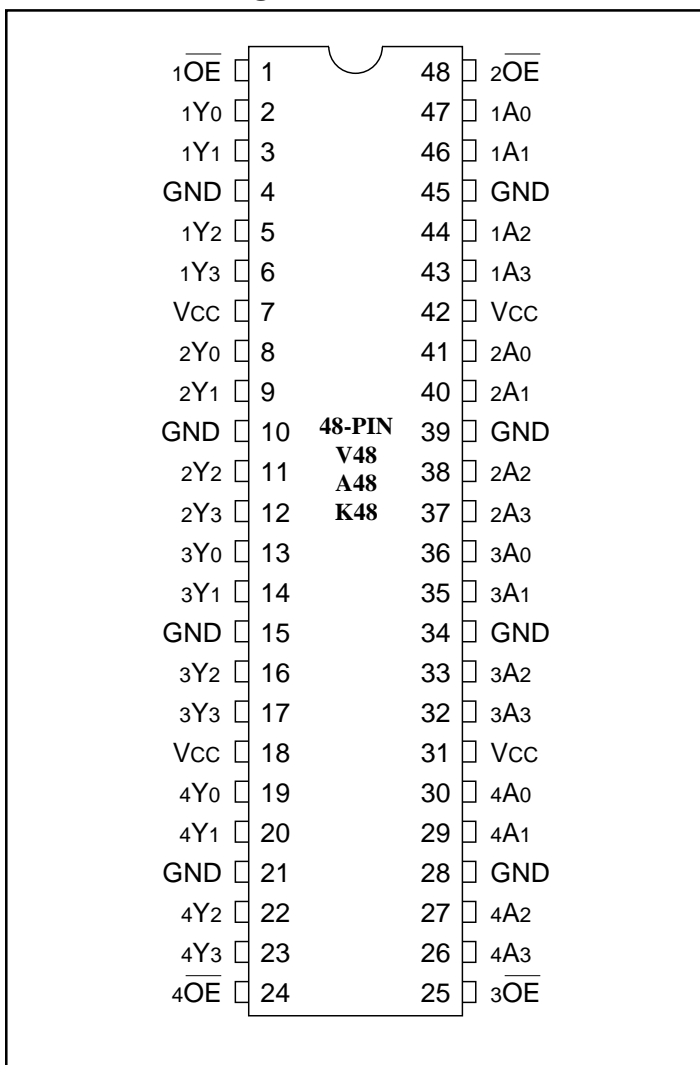 1O̅E̅ 1 48 2O̅E̅
1Y0 2 47 1A0
1Y1 3 46 1A1
GND 4 45 GND
1Y2 5 44 1A2
1Y3 6 43 1A3
VCC 7 42 VCC
2Y0 8 41 2A0
2Y1 9 40 2A1
GND 10 48-PIN 39 GND
V48
2Y2 11 38 2A2
A48
2Y3 12 K48 37 2A3
3Y0 13 36 3A0
3Y1 14 35 3A1
GND 15 34 GND
3Y2 16 33 3A2
3Y3 17 32 3A3
VCC 18 31 VCC
4Y0 19 30 4A0
4Y1 20 29 4A1
GND 21 28 GND
4Y2 22 27 4A2
4Y3 23 26 4A3
4O̅E̅ 24 25 3O̅E̅